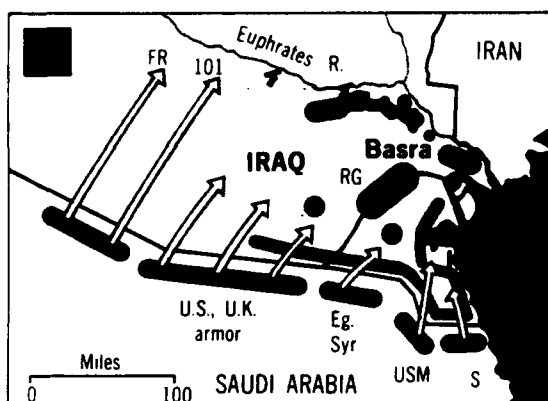 FR
101
Euphrates R.
IRAN
IRAQ
Basra
RG
U.S., U.K.
armor
Eg.
Syr
Miles
0 100
SAUDI ARABIA
USM
S